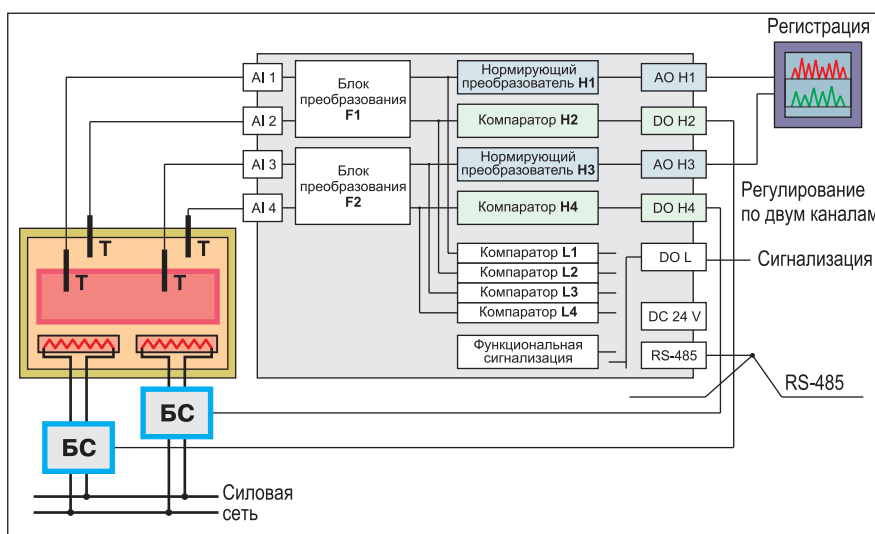 Регистрация
AI 1
Блок
преобразования
F1
Нормирующий
преобразователь H1
AO H1
AI 2
Компаратор H2
DO H2
AI 3
Блок
преобразования
F2
Нормирующий
преобразователь H3
AO H3
AI 4
Компаратор H4
DO H4
Регулирование
по двум каналам
T
T
T
T
Компаратор L1
Компаратор L2
Компаратор L3
Компаратор L4
DO L
Сигнализация
DC 24 V
Функциональная
сигнализация
RS-485
RS-485
БС
БС
Силовая
сеть